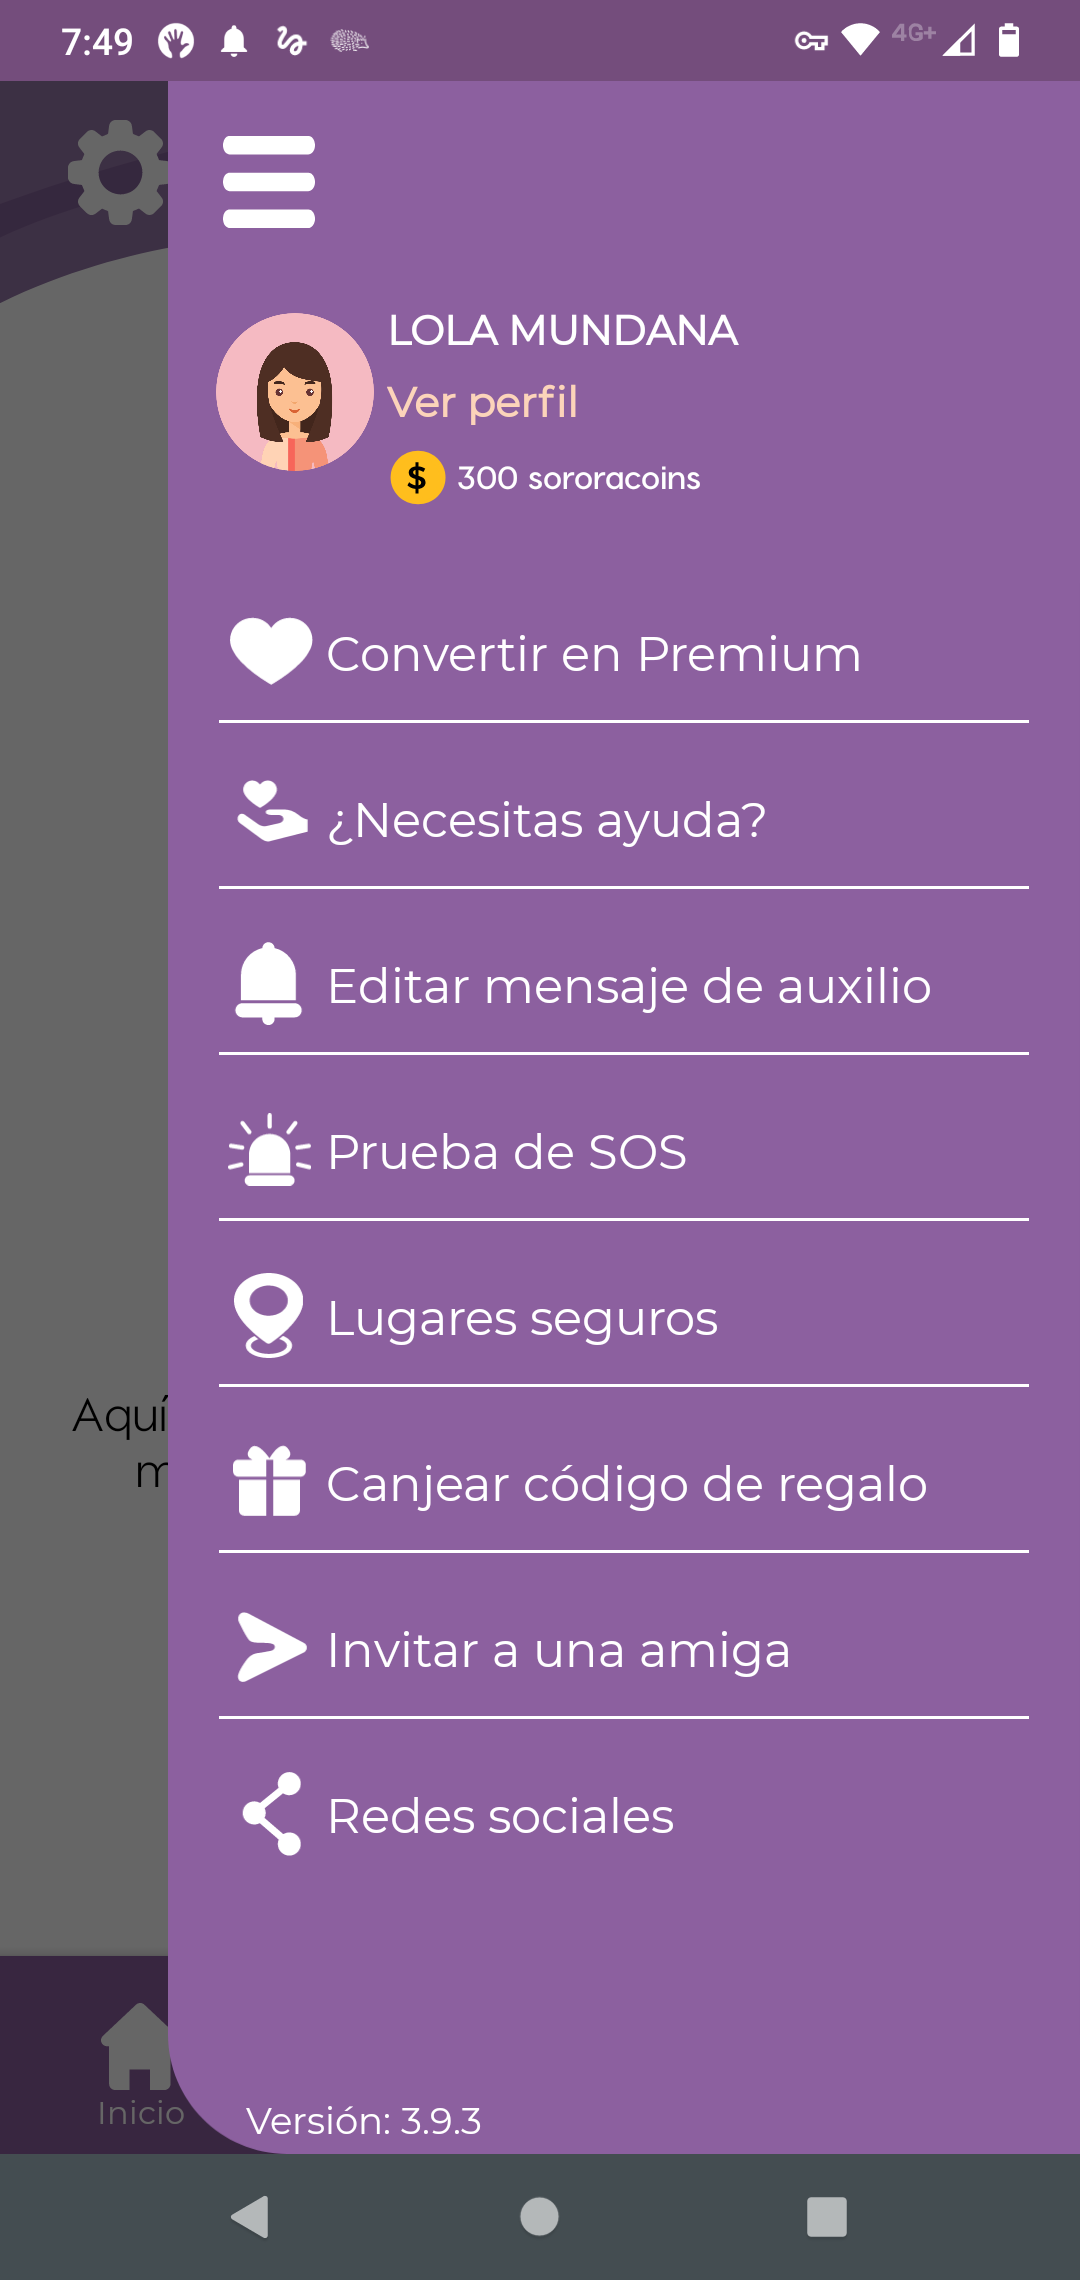 7:49
4G+
LOLA MUNDANA
Ver perfil
$ 300 sororacoins
Convertir en Premium
¿Necesitas ayuda?
Editar mensaje de auxilio
Prueba de SOS
Lugares seguros
Aquí
m
Canjear código de regalo
Invitar a una amiga
Redes sociales
Inicio
Versión: 3.9.3